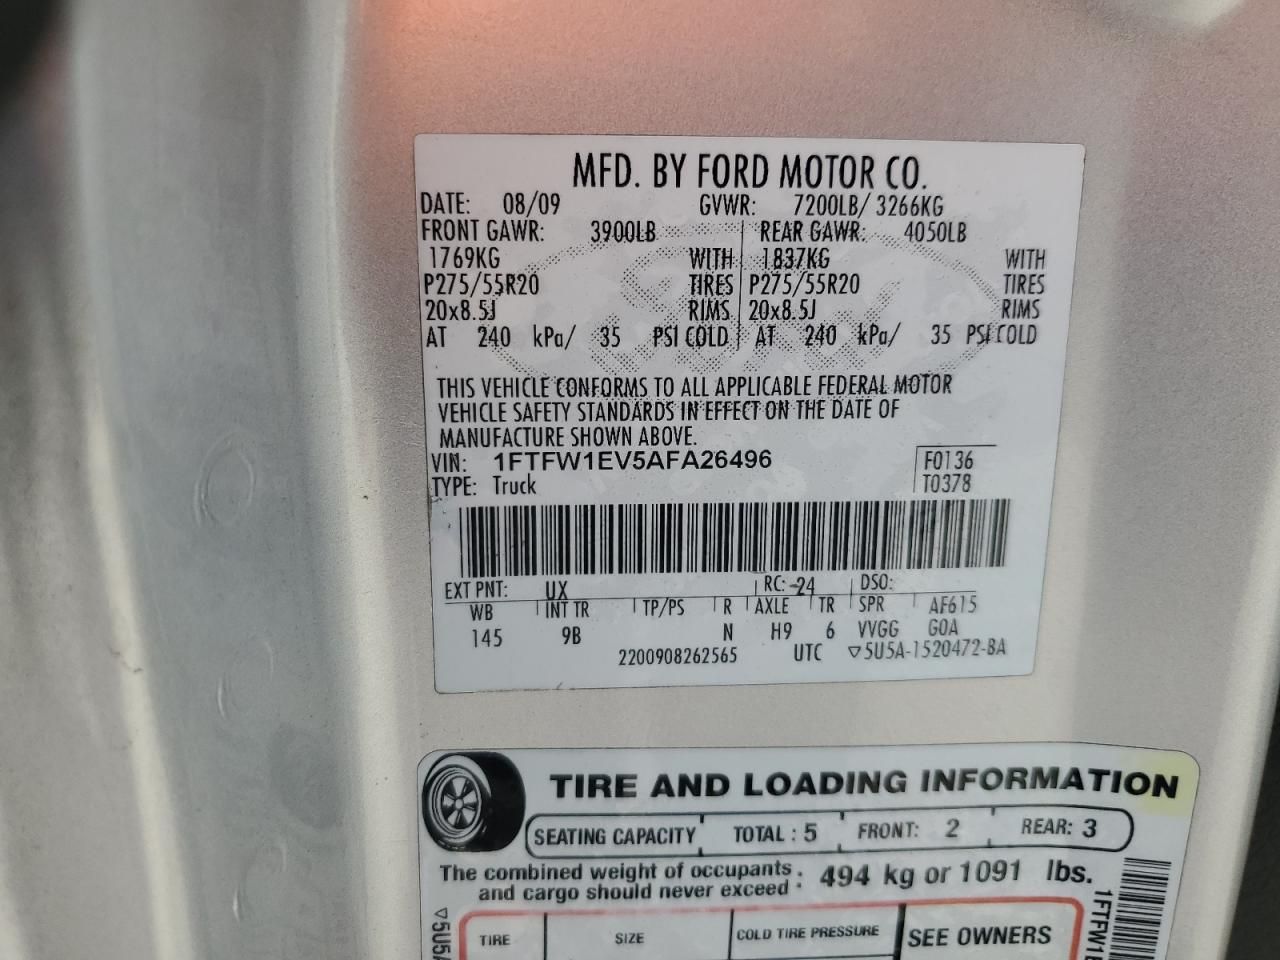 MFD. BY FORD MOTOR CO.
DATE: 08/09 GVWR: 7200LB/ 3266KG
FRONT GAWR: 3900LB REAR GAWR: 4050LB
1769KG WITH 1837KG WITH
P275/55R20 TIRES P275/55R20 TIRES
20x8.5J RIMS 20x8.5J RIMS
AT 240 kPa/ 35 PSI COLD AT 240 kPa/ 35 PSI COLD
THIS VEHICLE CONFORMS TO ALL APPLICABLE FEDERAL MOTOR
VEHICLE SAFETY STANDARDS IN EFFECT ON THE DATE OF
MANUFACTURE SHOWN ABOVE.
VIN: 1FTFW1EV5AFA26496 F0136
TYPE: Truck T0378
EXT PNT: UX RC: 24 DSO:
WB INT TR TP/PS R AXLE TR SPR AF615
145 9B N H9 6 VVGG G0A
2200908262565 UTC ▽5U5A-1520472-BA
TIRE AND LOADING INFORMATION
SEATING CAPACITY TOTAL : 5 FRONT: 2 REAR: 3
The combined weight of occupants
and cargo should never exceed : 494 kg or 1091 lbs.
TIRE SIZE COLD TIRE PRESSURE SEE OWNERS